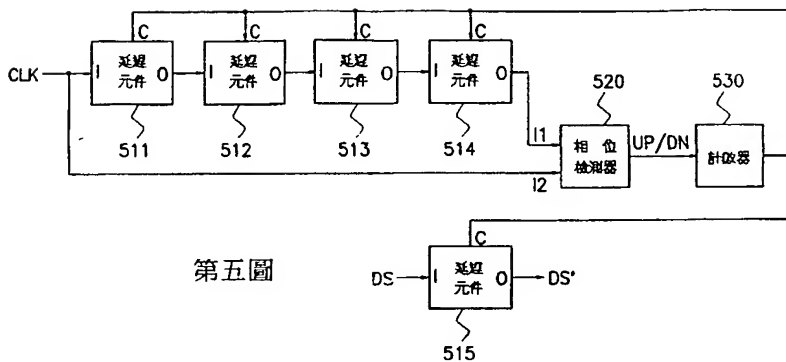 C C C C
CLK I 延遲元件 O I 延遲元件 O I 延遲元件 O I 延遲元件 O
511 512 513 514
520 530
I1
I2
相位檢測器
UP/DN
計數器
C
DS I 延遲元件 O DS'
515
第五圖